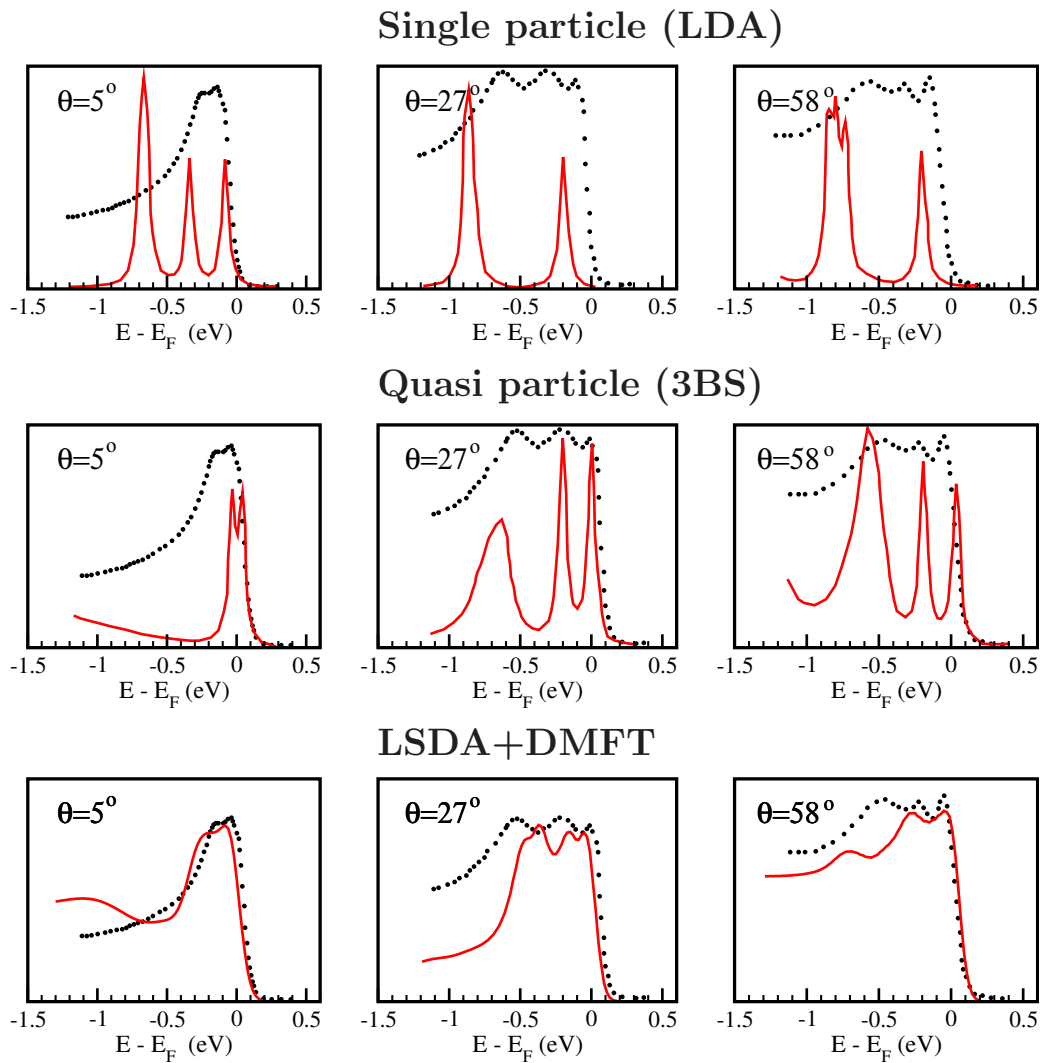 Single particle (LDA)
θ=5° θ=27° θ=58°
-1.5 -1 -0.5 0 0.5 -1.5 -1 -0.5 0 0.5 -1.5 -1 -0.5 0 0.5
E - E_F (eV) E - E_F (eV) E - E_F (eV)
Quasi particle (3BS)
θ=5° θ=27° θ=58°
-1.5 -1 -0.5 0 0.5 -1.5 -1 -0.5 0 0.5 -1.5 -1 -0.5 0 0.5
E - E_F (eV) E - E_F (eV) E - E_F (eV)
LSDA+DMFT
θ=5° θ=27° θ=58°
-1.5 -1 -0.5 0 0.5 -1.5 -1 -0.5 0 0.5 -1.5 -1 -0.5 0 0.5
E - E_F (eV) E - E_F (eV) E - E_F (eV)